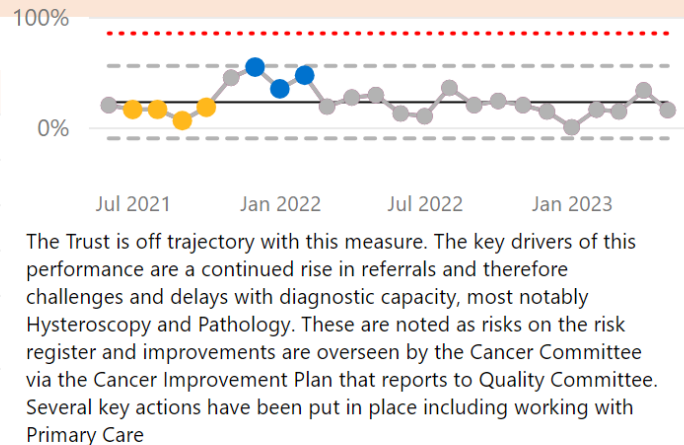 100%
0%
Jul 2021 Jan 2022 Jul 2022 Jan 2023
The Trust is off trajectory with this measure. The key drivers of this
performance are a continued rise in referrals and therefore
challenges and delays with diagnostic capacity, most notably
Hysteroscopy and Pathology. These are noted as risks on the risk
register and improvements are overseen by the Cancer Committee
via the Cancer Improvement Plan that reports to Quality Committee.
Several key actions have been put in place including working with
Primary Care